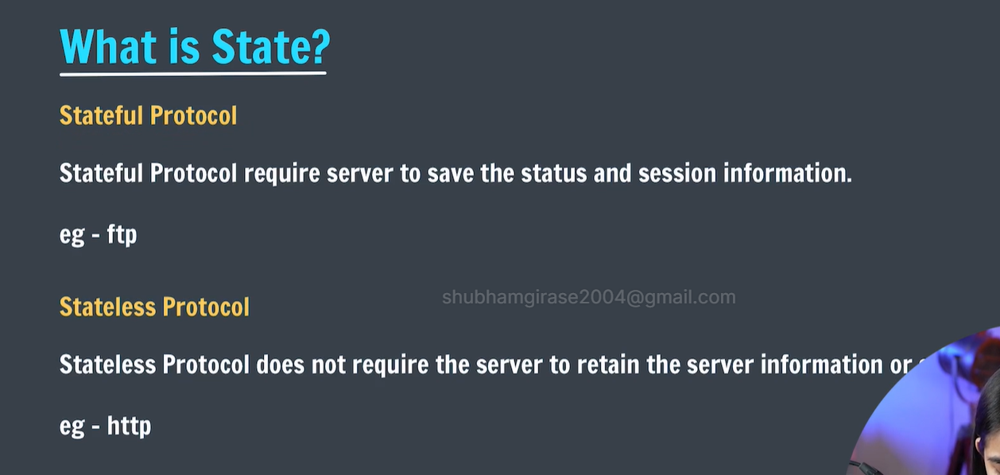 What is State?
Stateful Protocol
Stateful Protocol require server to save the status and session information.
eg - ftp
shubhamgirase2004@gmail.com
Stateless Protocol
Stateless Protocol does not require the server to retain the server information or
eg - http